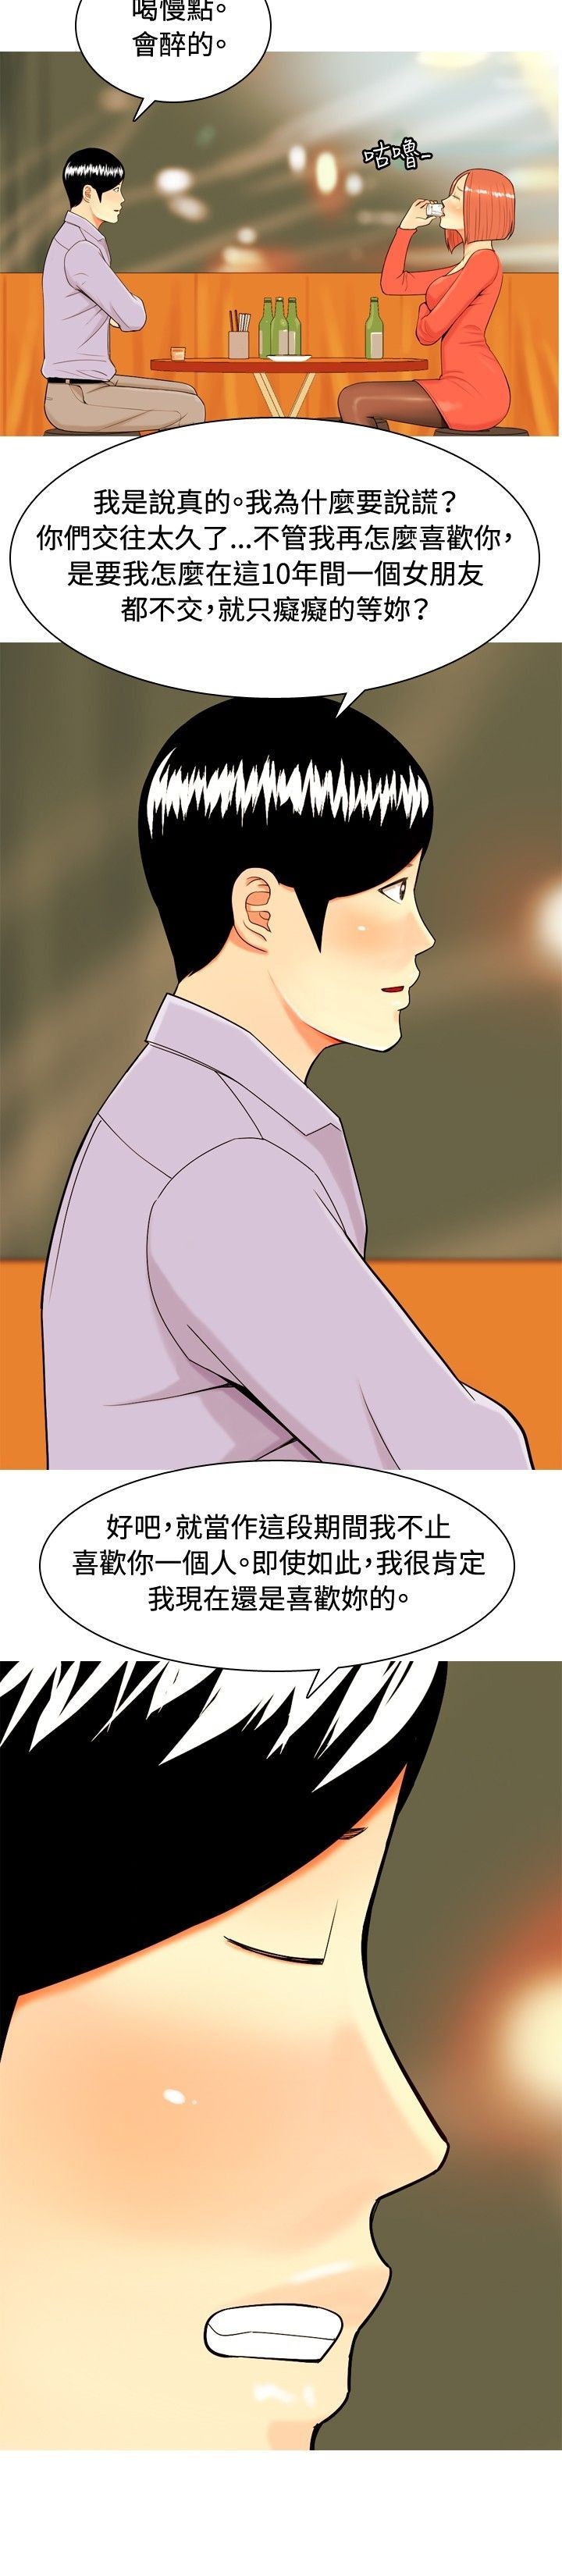 喝慢點。
會醉的。
咕嚕~
我是說真的。我為什麼要說謊？
你們交往太久了...不管我再怎麼喜歡你，
是要我怎麼在這10年間一個女朋友
都不交，就只癡癡的等妳？
好吧，就當作這段期間我不止
喜歡你一個人。即使如此，我很肯定
我現在還是喜歡妳的。